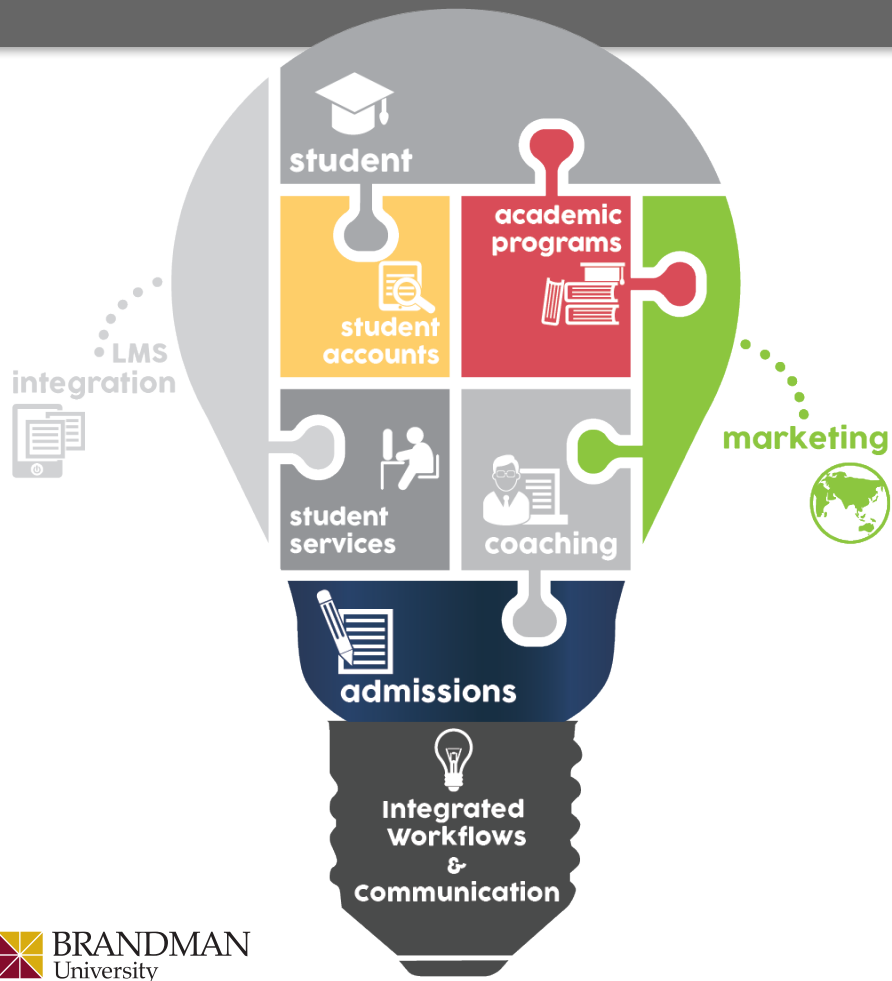 student
academic
programs
student
accounts
LMS
integration
marketing
student
services
coaching
admissions
Integrated
Workflows
&
Communication
BRANDMAN
University